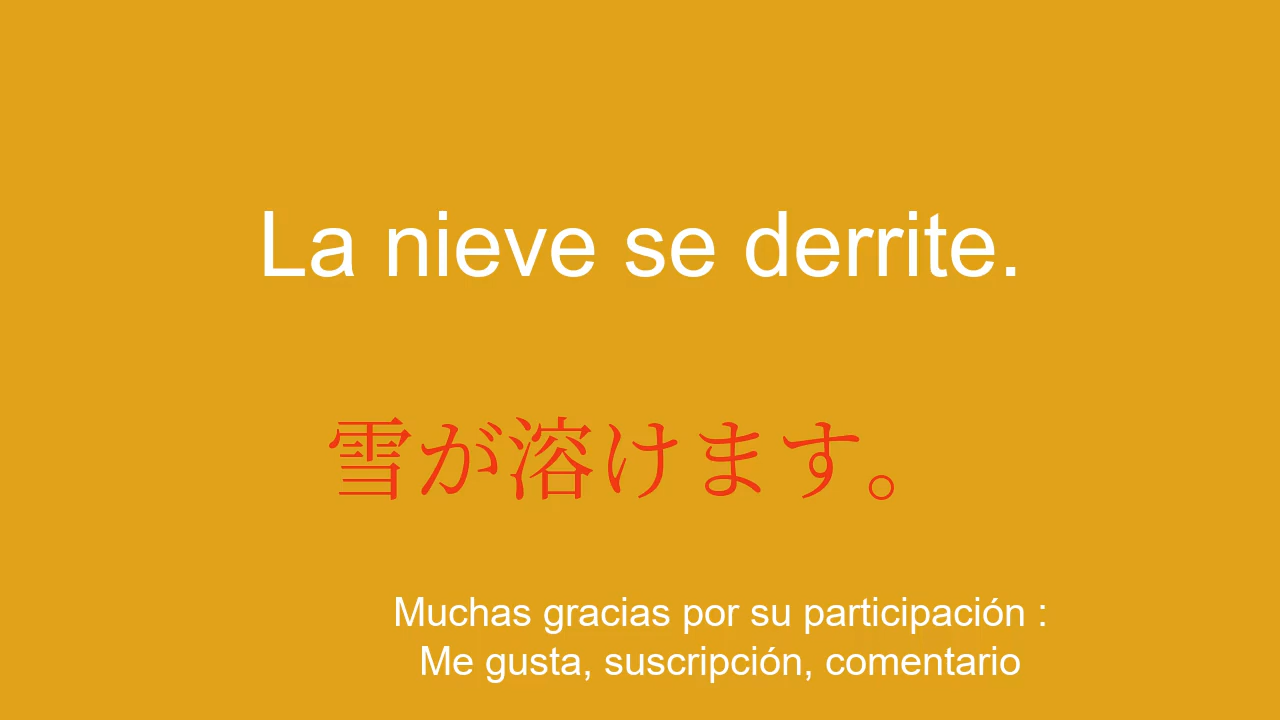 La nieve se derrite.
雪が溶けます。
Muchas gracias por su participación :
Me gusta, suscripción, comentario